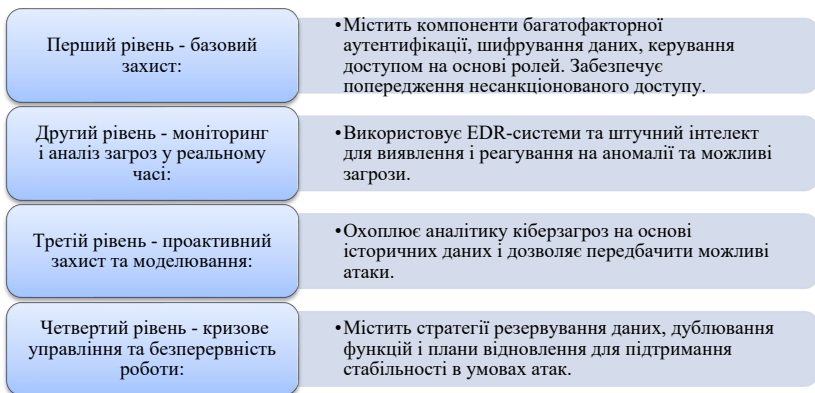 Перший рівень - базовий
захист:
•Містить компоненти багатофакторної
аутентифікації, шифрування даних, керування
доступом на основі ролей. Забезпечує
попередження несанкціонованого доступу.
Другий рівень - моніторинг
і аналіз загроз у реальному
часі:
•Використовує EDR-системи та штучний інтелект
для виявлення і реагування на аномалії та можливі
загрози.
Третій рівень - проактивний
захист та моделювання:
•Охоплює аналітику кіберзагроз на основі
історичних даних і дозволяє передбачити можливі
атаки.
Четвертий рівень - кризове
управління та безперервність
роботи:
•Містить стратегії резервування даних, дублювання
функцій і плани відновлення для підтримання
стабільності в умовах атак.